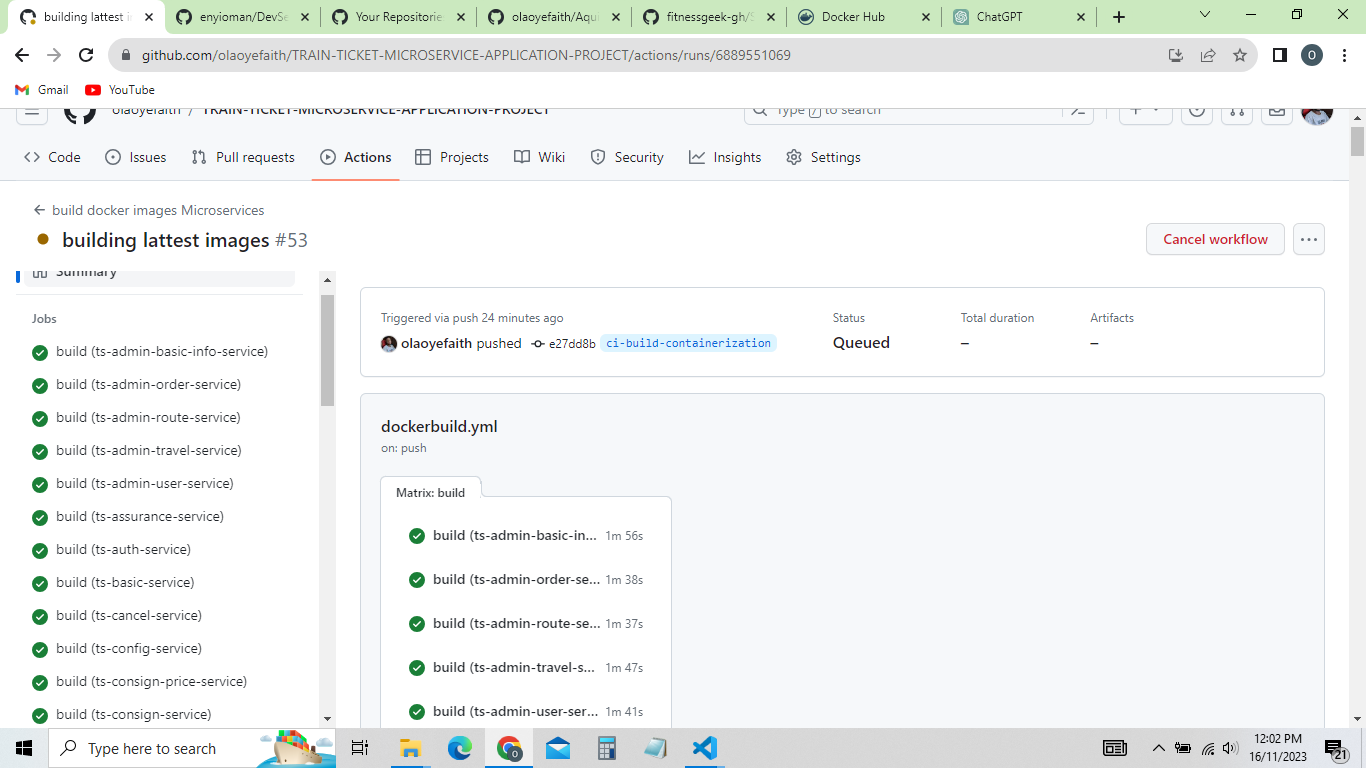 building lattest i
enyioman/DevSe
Your Repositories
olaoyefaith/Aqu
fitnessgeek-gh/S
Docker Hub
ChatGPT
github.com/olaoyefaith/TRAIN-TICKET-MICROSERVICE-APPLICATION-PROJECT/actions/runs/6889551069
O
Gmail YouTube
olaoyefaith / TRAIN-TICKET-MICROSERVICE-APPLICATION-PROJECT
Type / to search
Code Issues Pull requests Actions Projects Wiki Security Insights Settings
build docker images Microservices
building lattest images #53
Cancel workflow
Summary
Jobs
build (ts-admin-basic-info-service)
build (ts-admin-order-service)
build (ts-admin-route-service)
build (ts-admin-travel-service)
build (ts-admin-user-service)
build (ts-assurance-service)
build (ts-auth-service)
build (ts-basic-service)
build (ts-cancel-service)
build (ts-config-service)
build (ts-consign-price-service)
build (ts-consign-service)
Triggered via push 24 minutes ago
olaoyefaith pushed e27dd8b ci-build-containerization
Status
Queued
Total duration
–
Artifacts
–
dockerbuild.yml
on: push
Matrix: build
build (ts-admin-basic-in... 1m 56s
build (ts-admin-order-se... 1m 38s
build (ts-admin-route-se... 1m 37s
build (ts-admin-travel-s... 1m 47s
build (ts-admin-user-ser... 1m 41s
Type here to search
12:02 PM
16/11/2023
21